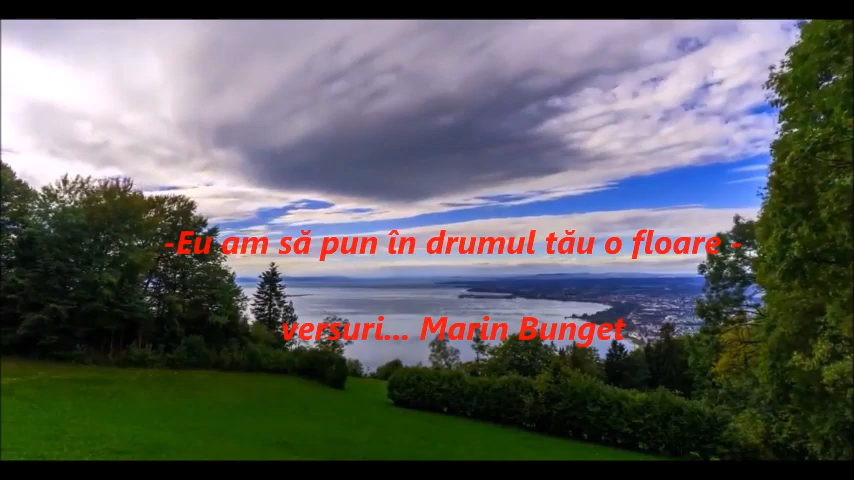 -Eu am să pun în drumul tău o floare -
versuri... Marin Bunget